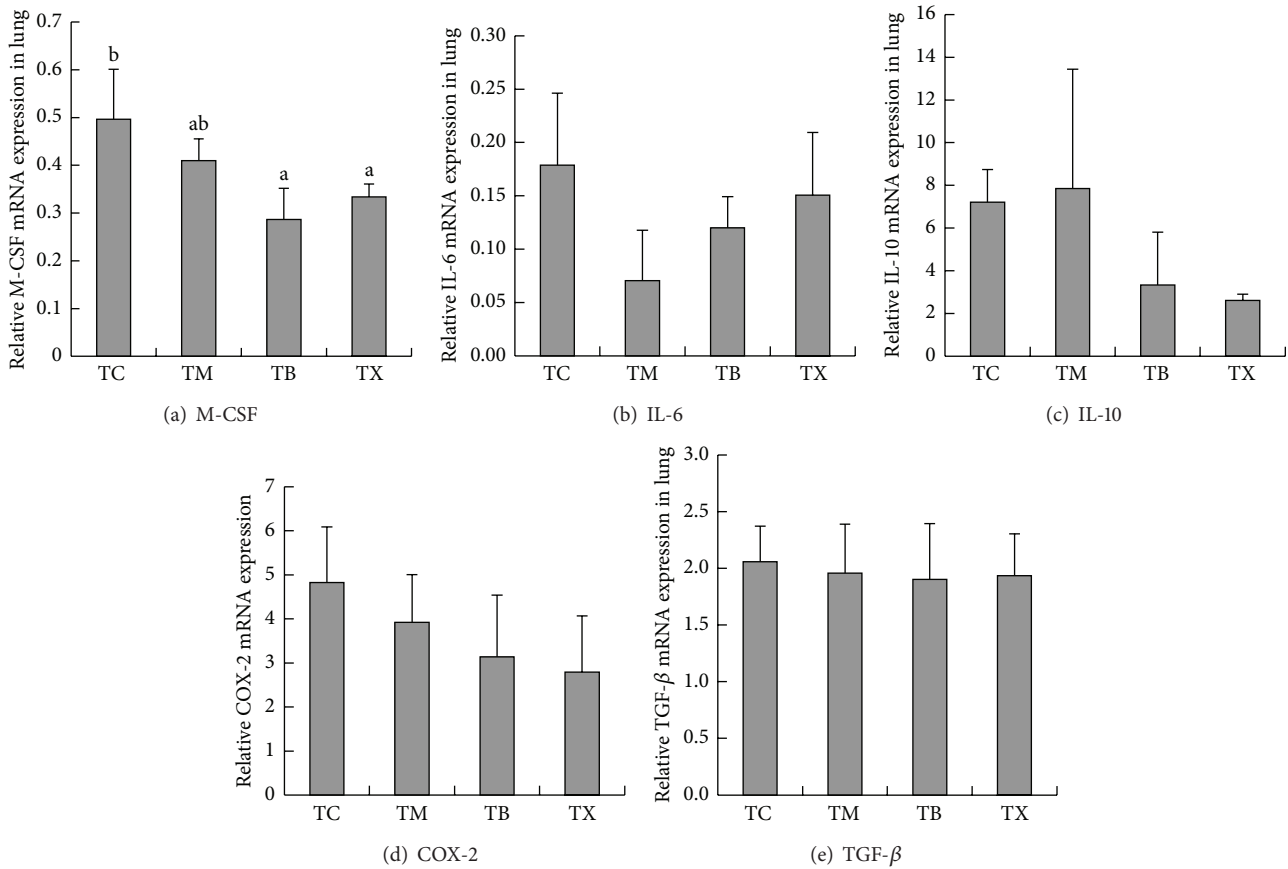 Relative M-CSF mRNA expression in lung
0.7
0.6
0.5
0.4
0.3
0.2
0.1
0
b
ab
a
a
TC TM TB TX
(a) M-CSF
Relative IL-6 mRNA expression in lung
0.30
0.25
0.20
0.15
0.10
0.05
0.00
TC TM TB TX
(b) IL-6
Relative IL-10 mRNA expression in lung
16
14
12
10
8
6
4
2
0
TC TM TB TX
(c) IL-10
Relative COX-2 mRNA expression
7
6
5
4
3
2
1
0
TC TM TB TX
(d) COX-2
Relative TGF-β mRNA expression in lung
3.0
2.5
2.0
1.5
1.0
0.5
0.0
TC TM TB TX
(e) TGF-β